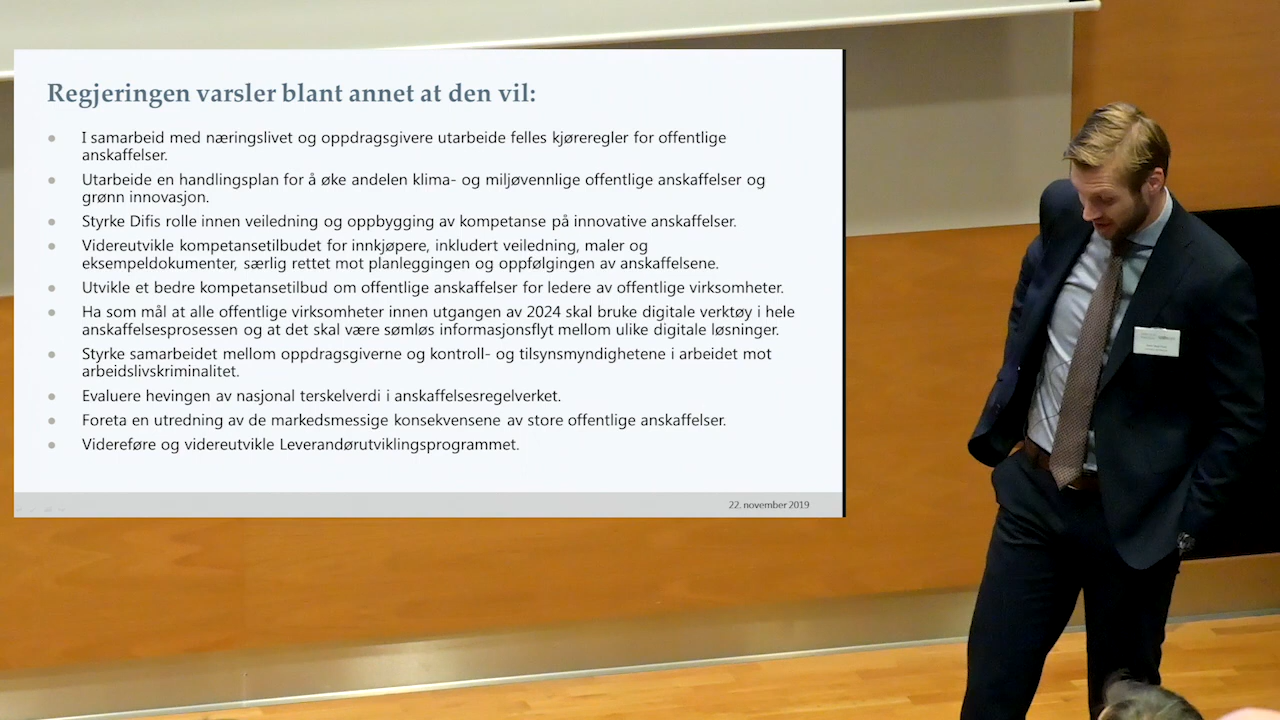 Regjeringen varsler blant annet at den vil:
I samarbeid med næringslivet og oppdragsgivere utarbeide felles kjøreregler for offentlige
anskaffelser.
Utarbeide en handlingsplan for å øke andelen klima- og miljøvennlige offentlige anskaffelser og
grønn innovasjon.
Styrke Difis rolle innen veiledning og oppbygging av kompetanse på innovative anskaffelser.
Videreutvikle kompetansetilbudet for innkjøpere, inkludert veiledning, maler og
eksempeldokumenter, særlig rettet mot planleggingen og oppfølgingen av anskaffelsene.
Utvikle et bedre kompetansetilbud om offentlige anskaffelser for ledere av offentlige virksomheter.
Ha som mål at alle offentlige virksomheter innen utgangen av 2024 skal bruke digitale verktøy i hele
anskaffelsesprosessen og at det skal være sømløs informasjonsflyt mellom ulike digitale løsninger.
Styrke samarbeidet mellom oppdragsgiverne og kontroll- og tilsynsmyndighetene i arbeidet mot
arbeidslivskriminalitet.
Evaluere hevingen av nasjonal terskelverdi i anskaffelsesregelverket.
Foreta en utredning av de markedsmessige konsekvensene av store offentlige anskaffelser.
Videreføre og videreutvikle Leverandørutviklingsprogrammet.
22. november 2019